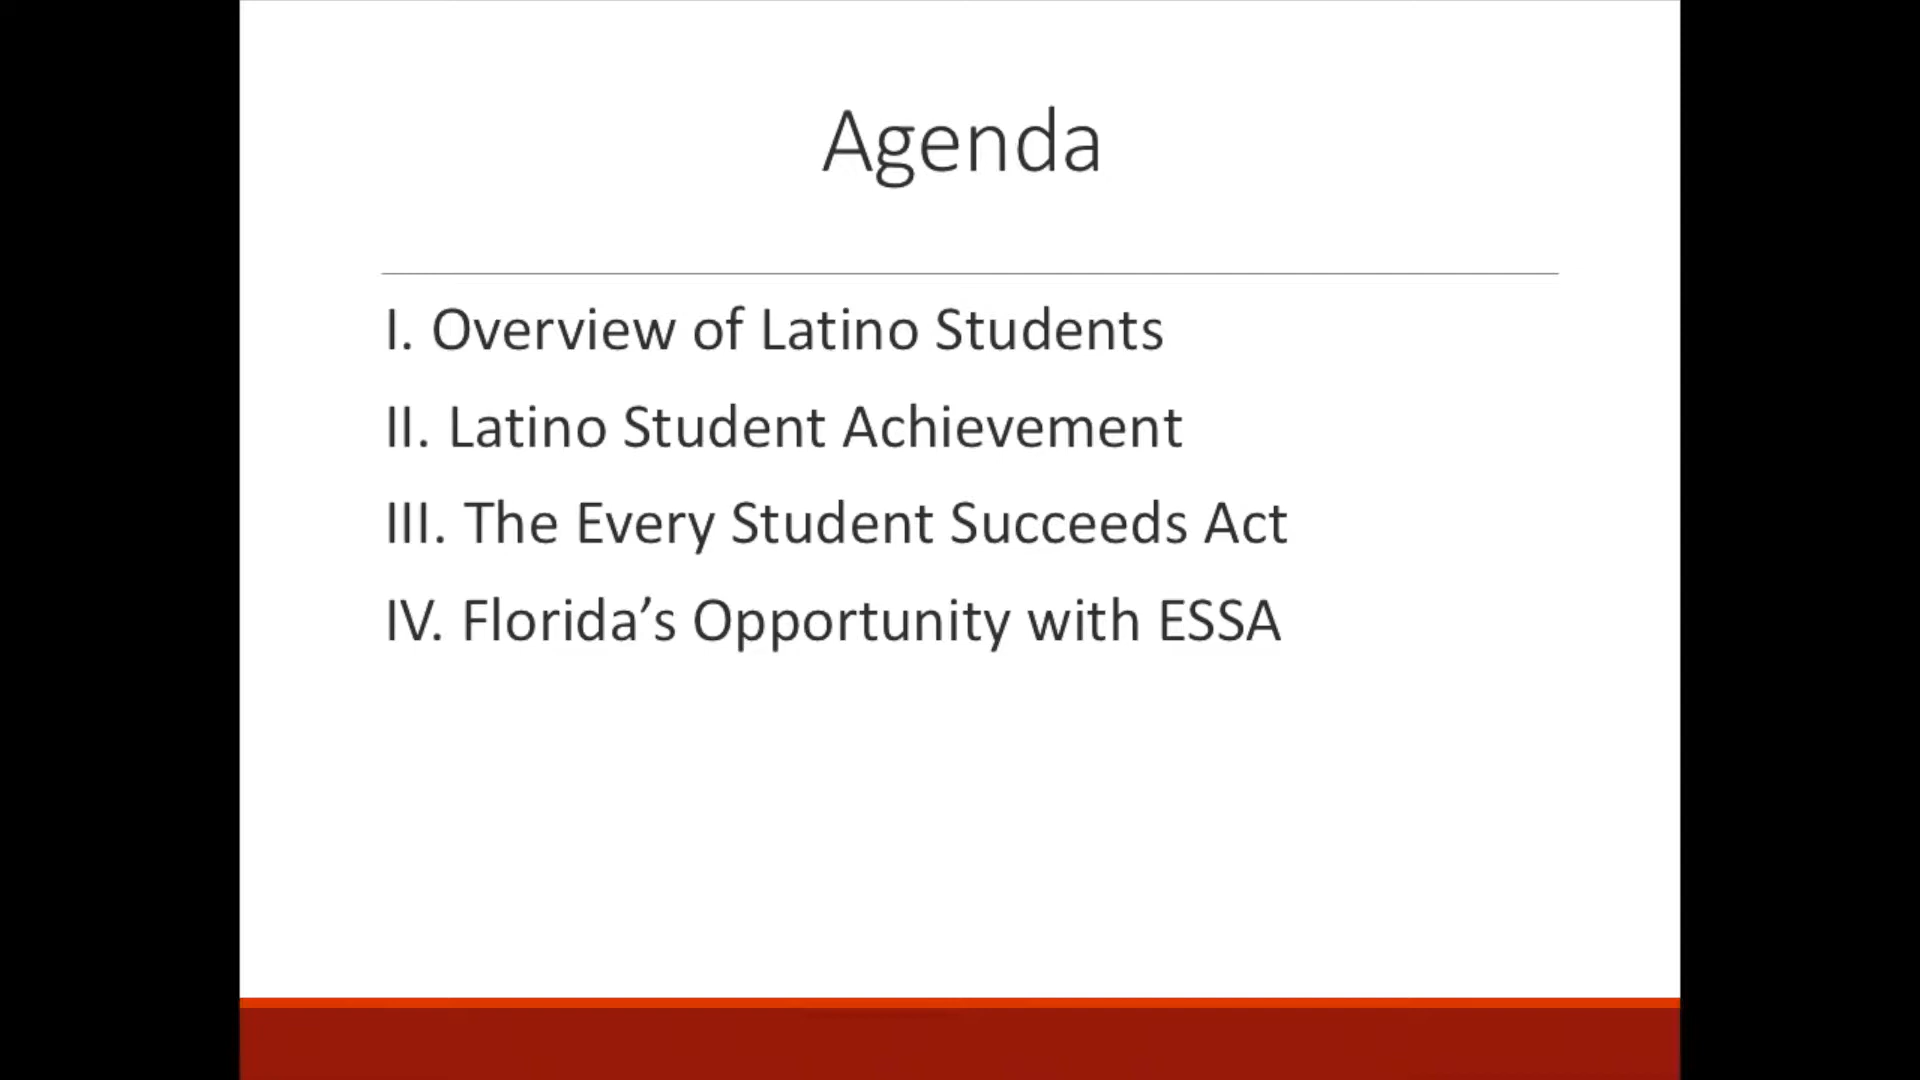 Agenda
I. Overview of Latino Students
II. Latino Student Achievement
III. The Every Student Succeeds Act
IV. Florida’s Opportunity with ESSA